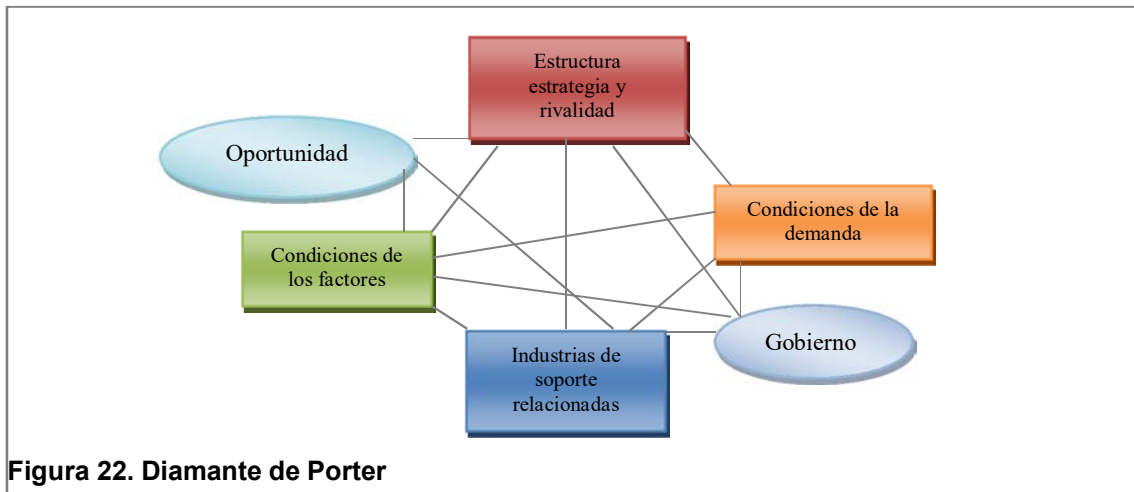 Estructura
estrategia y
rivalidad
Oportunidad
Condiciones de la
demanda
Condiciones de
los factores
Gobierno
Industrias de
soporte
relacionadas
Figura 22. Diamante de Porter